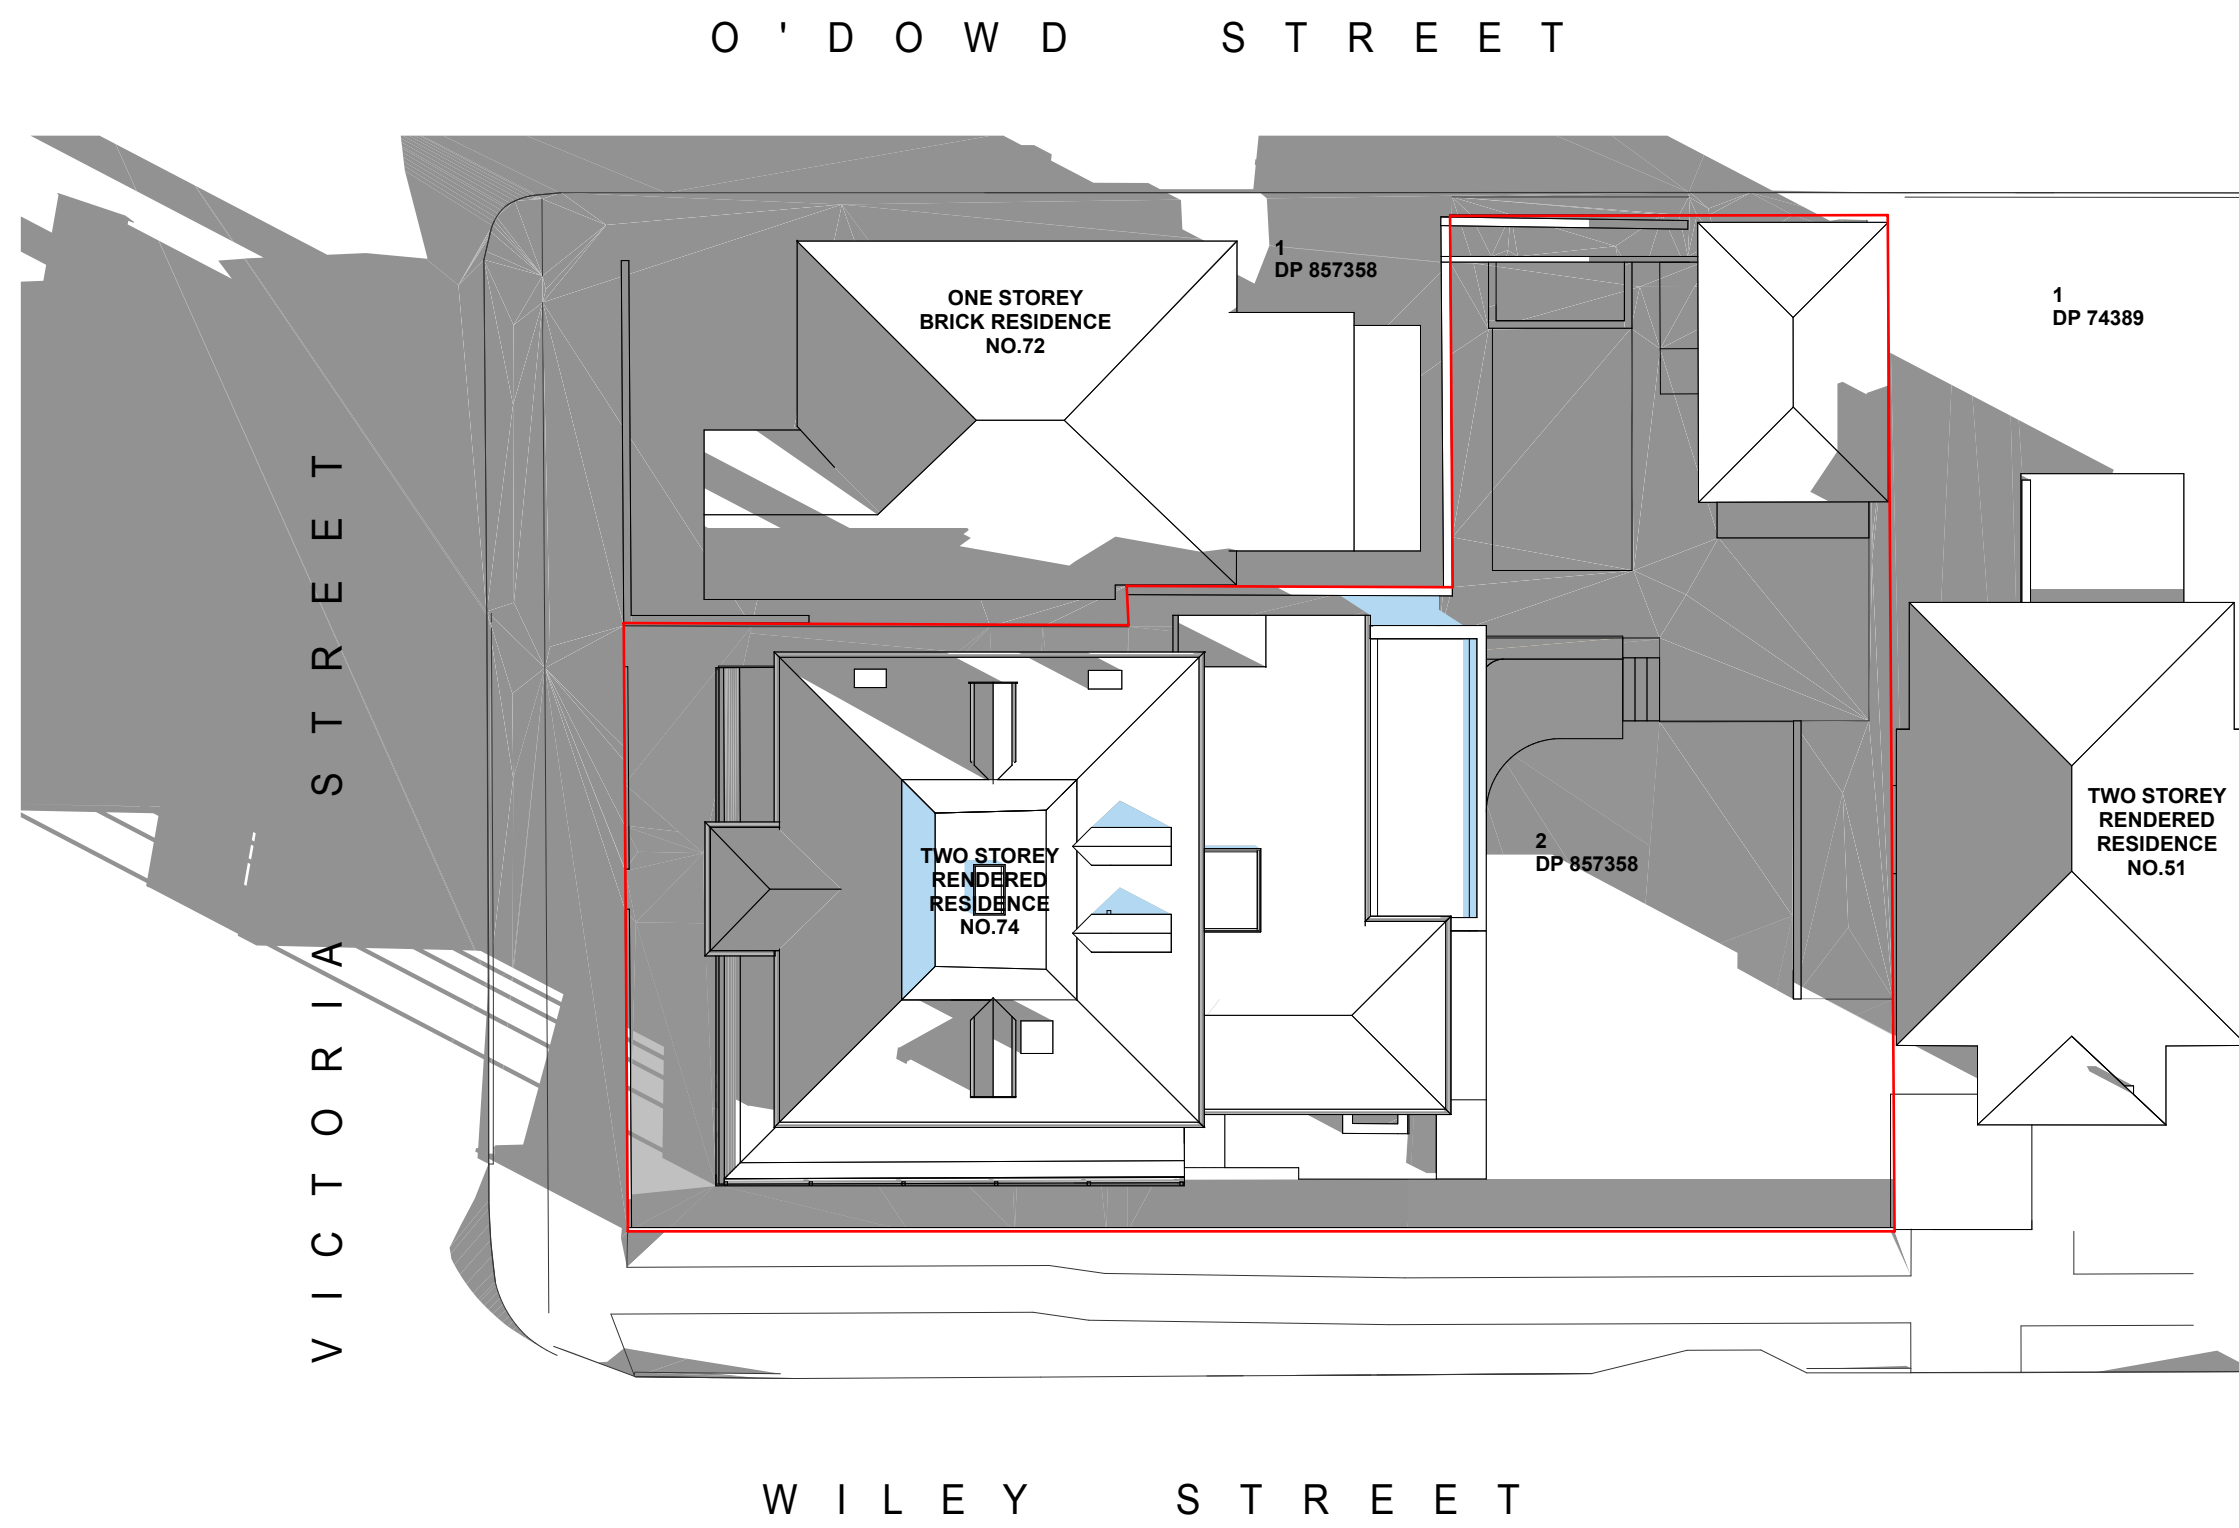 O'DOWD STREET
1
DP 857358
1
DP 74389
ONE STOREY
BRICK RESIDENCE
NO.72
VICTORIA STREET
TWO STOREY
RENDERED
RESIDENCE
NO.74
2
DP 857358
TWO STOREY
RENDERED
RESIDENCE
NO.51
WILEY STREET